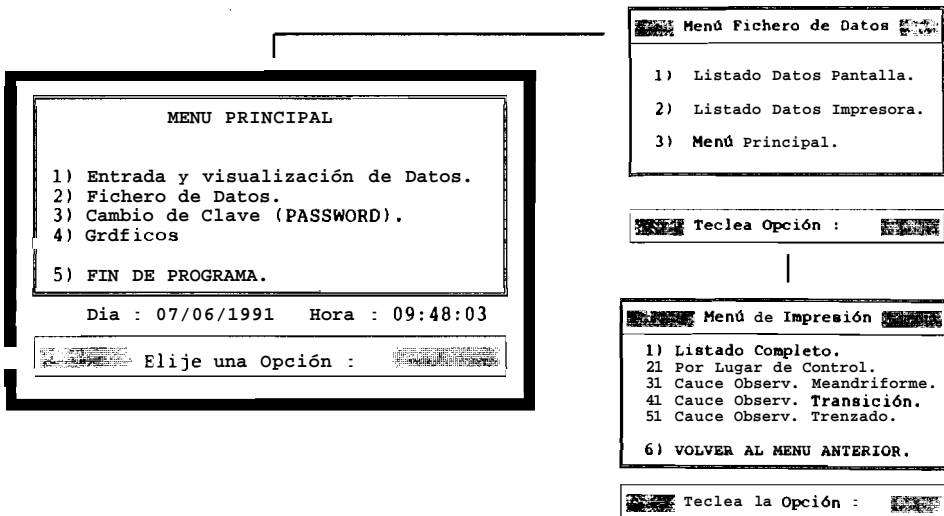 MENU PRINCIPAL
1) Entrada y visualización de Datos.
2) Fichero de Datos.
3) Cambio de Clave (PASSWORD).
4) Grdficos
5) FIN DE PROGRAMA.
Dia : 07/06/1991 Hora : 09:48:03
Elije una Opción :
Menú Fichero de Datos
1) Listado Datos Pantalla.
2) Listado Datos Impresora.
3) Menú Principal.
Teclea Opción :
Menú de Impresión
1) Listado Completo.
21 Por Lugar de Control.
31 Cauce Observ. Meandriforme.
41 Cauce Observ. Transición.
51 Cauce Observ. Trenzado.
6) VOLVER AL MENU ANTERIOR.
Teclea la Opción :